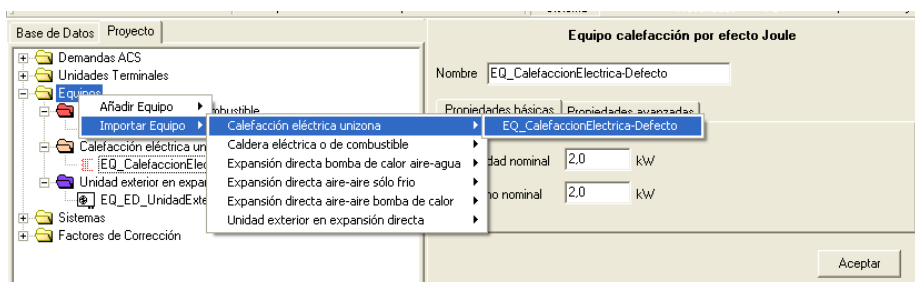 Base de Datos Proyecto
Equipo calefacción por efecto Joule
Demandas ACS
Unidades Terminales
Nombre EQ_CalefaccionElectrica-Defecto
Equipos
Añadir Equipo
Propiedades básicas Propiedades avanzadas
Importar Equipo Calefacción eléctrica unizona EQ_CalefaccionElectrica-Defecto
Calefacción eléctrica un Caldera eléctrica o de combustible
EQ_CalefaccionElec Expansión directa bomba de calor aire-agua nominal 2,0 kW
Unidad exterior en expan Expansión directa aire-aire sólo frio
EQ_ED_UnidadExte Expansión directa aire-aire bomba de calor nominal 2,0 kW
Sistemas Unidad exterior en expansión directa
Factores de Corrección
Aceptar